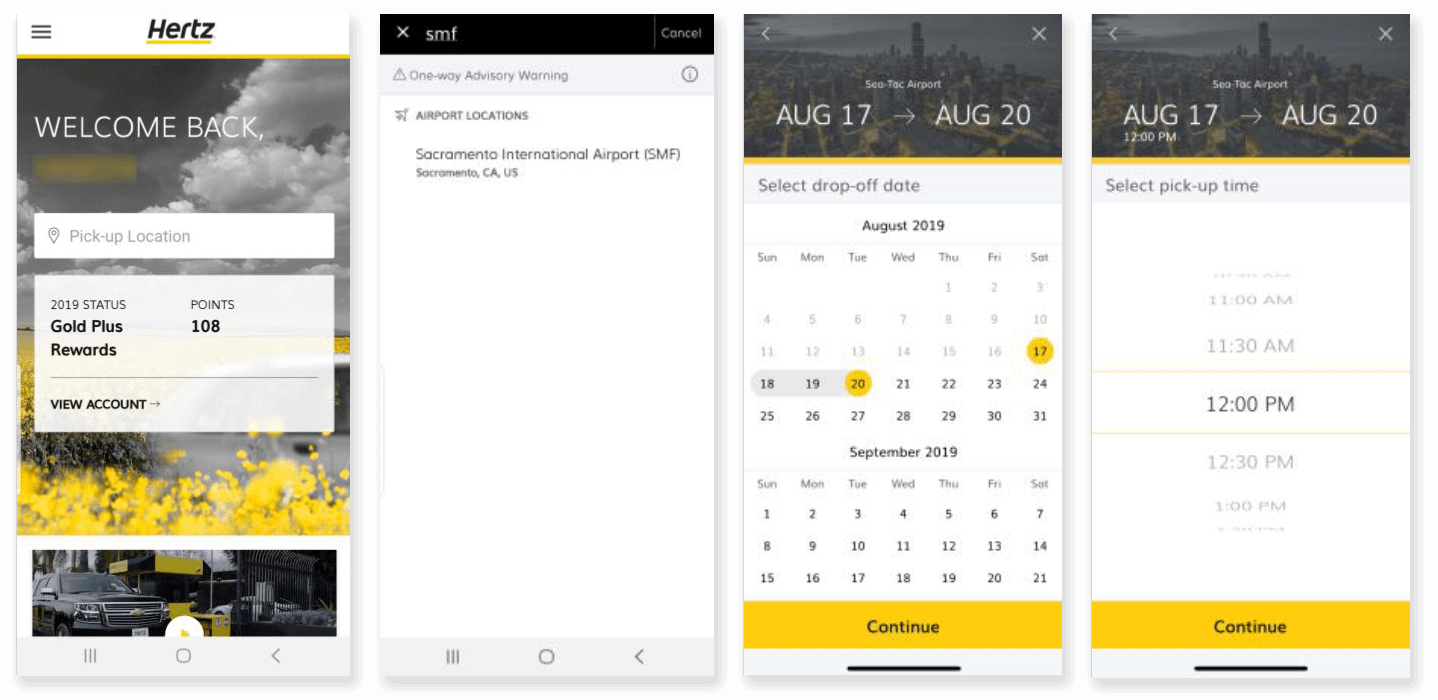 Hertz
WELCOME BACK,
Pick-up Location
2019 STATUS POINTS
Gold Plus 108
Rewards
VIEW ACCOUNT →
HERTZ
✕ smf Cancel
One-way Advisory Warning
AIRPORT LOCATIONS
Sacramento International Airport (SMF)
Sacramento, CA, US
Sea-Tac Airport
AUG 17 → AUG 20
Select drop-off date
August 2019
Sun Mon Tue Wed Thu Fri Sat
1 2 3
4 5 6 7 8 9 10
11 12 13 14 15 16 17
18 19 20 21 22 23 24
25 26 27 28 29 30 31
September 2019
Sun Mon Tue Wed Thu Fri Sat
1 2 3 4 5 6 7
8 9 10 11 12 13 14
15 16 17 18 19 20 21
Continue
Sea-Tac Airport
AUG 17 → AUG 20
12:00 PM
Select pick-up time
11:00 AM
11:30 AM
12:00 PM
12:30 PM
1:00 PM
Continue